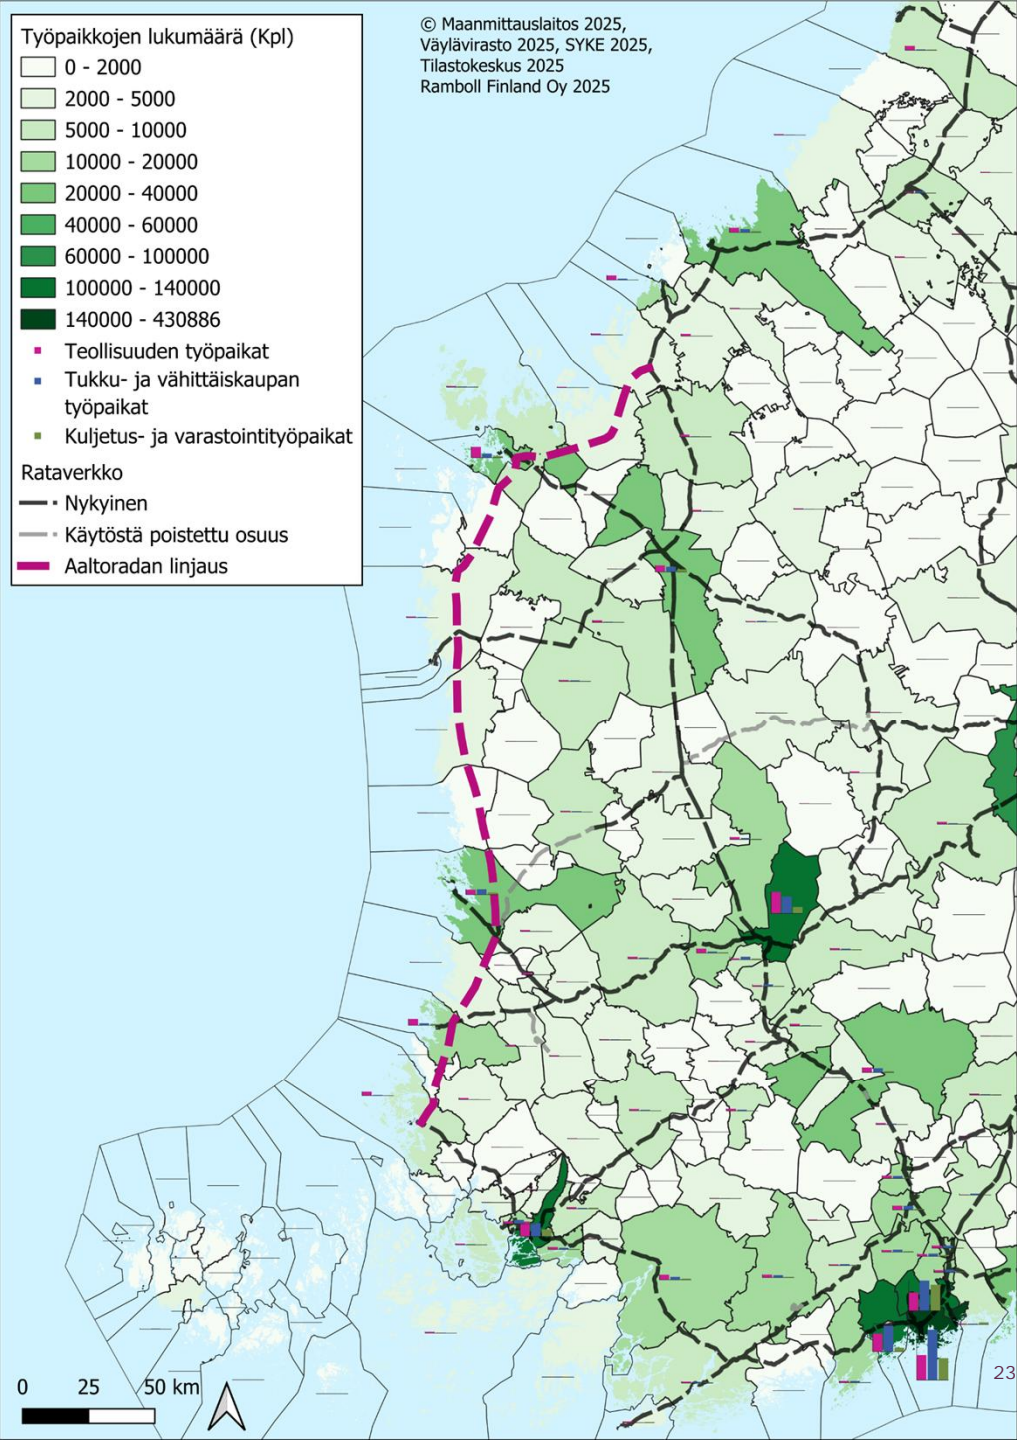 Työpaikkojen lukumäärä (Kpl)
0 - 2000
2000 - 5000
5000 - 10000
10000 - 20000
20000 - 40000
40000 - 60000
60000 - 100000
100000 - 140000
140000 - 430886
Teollisuuden työpaikat
Tukku- ja vähittäiskaupan
työpaikat
Kuljetus- ja varastointityöpaikat
Rataverkko
Nykyinen
Käytöstä poistettu osuus
Aaltoradan linjaus
© Maanmittauslaitos 2025,
Väylävirasto 2025, SYKE 2025,
Tilastokeskus 2025
Ramboll Finland Oy 2025
23
0 25 50 km